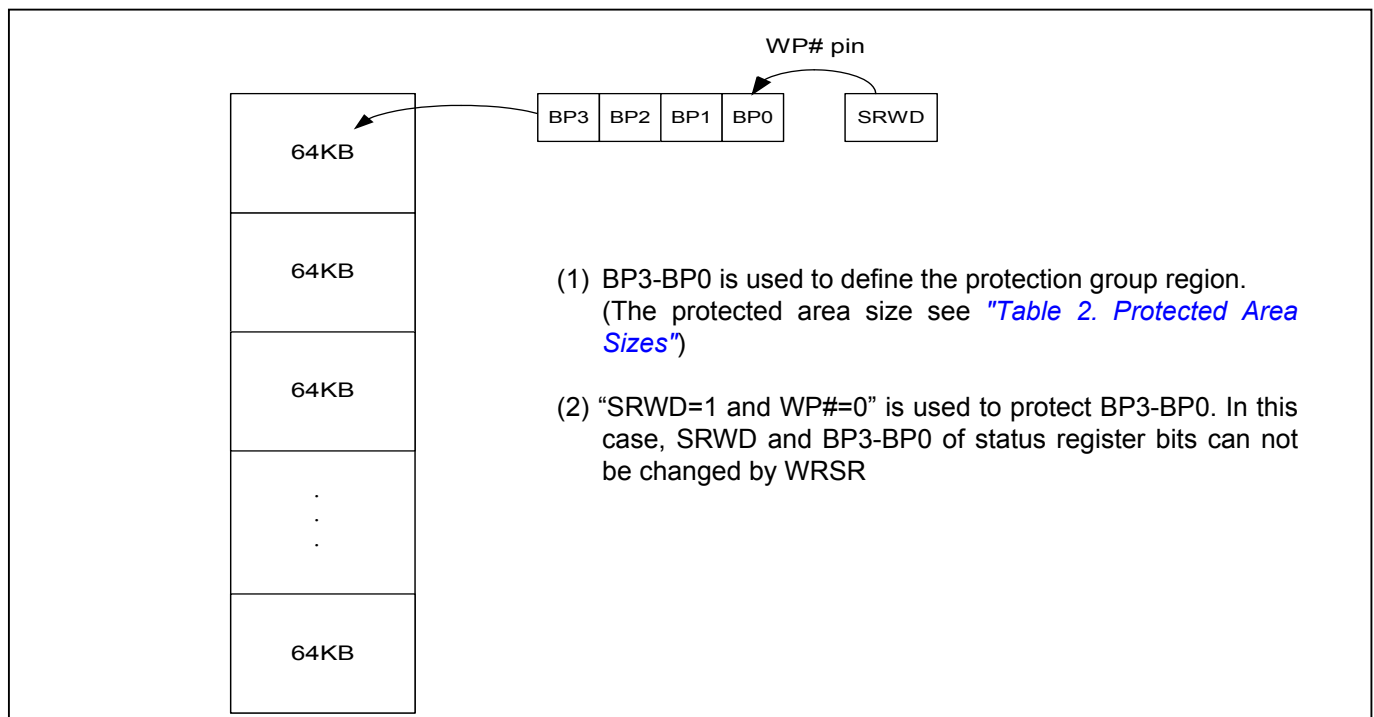 WP# pin
BP3 BP2 BP1 BP0 SRWD
64KB
64KB
64KB
.
.
.
64KB
(1) BP3-BP0 is used to define the protection group region.
(The protected area size see "Table 2. Protected Area
Sizes")
(2) “SRWD=1 and WP#=0” is used to protect BP3-BP0. In this
case, SRWD and BP3-BP0 of status register bits can not
be changed by WRSR